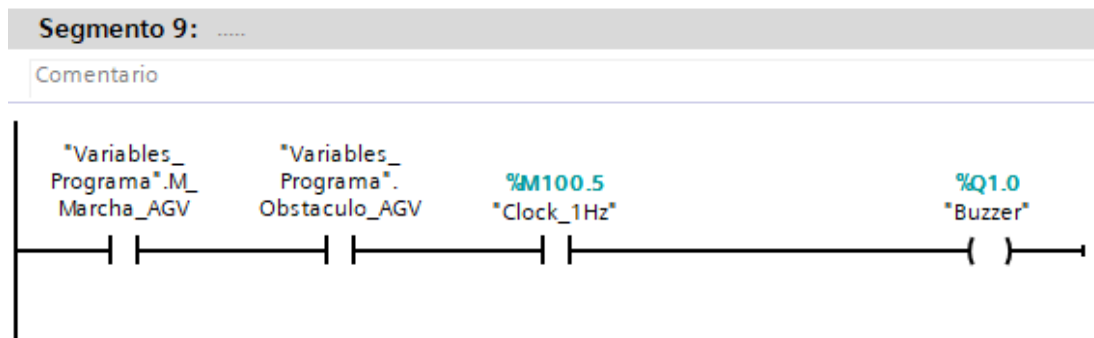 Segmento 9: .....
Comentario
"Variables_
Programa".M_
Marcha_AGV
"Variables_
Programa".
Obstaculo_AGV
%M100.5
"Clock_1Hz"
%Q1.0
"Buzzer"